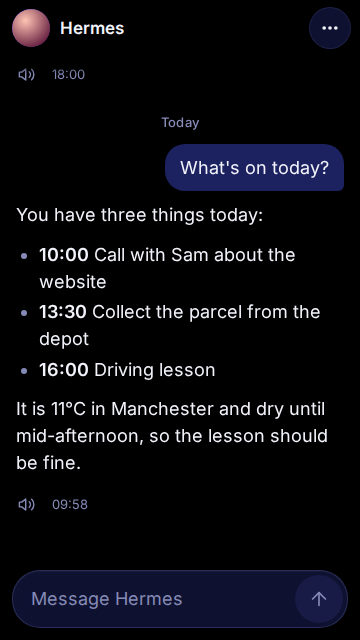 Hermes
18:00
Today
What's on today?
You have three things today:
10:00 Call with Sam about the
website
13:30 Collect the parcel from the
depot
16:00 Driving lesson
It is 11°C in Manchester and dry until
mid-afternoon, so the lesson should
be fine.
09:58
Message Hermes